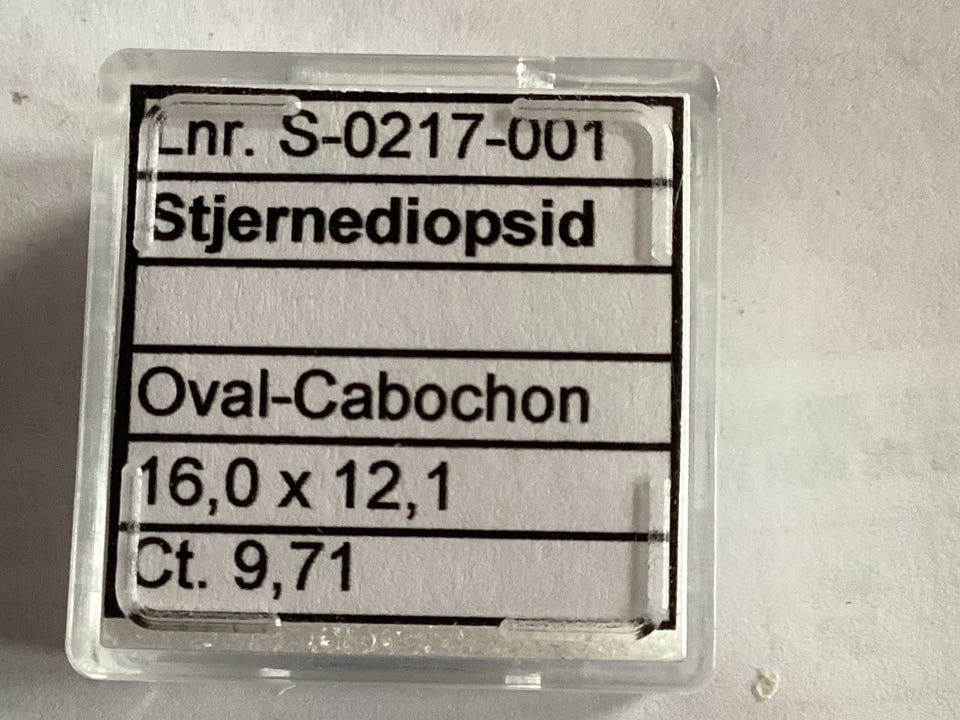 Lnr. S-0217-001
Stjernediopsid
Oval-Cabochon
16,0 x 12,1
Ct. 9,71